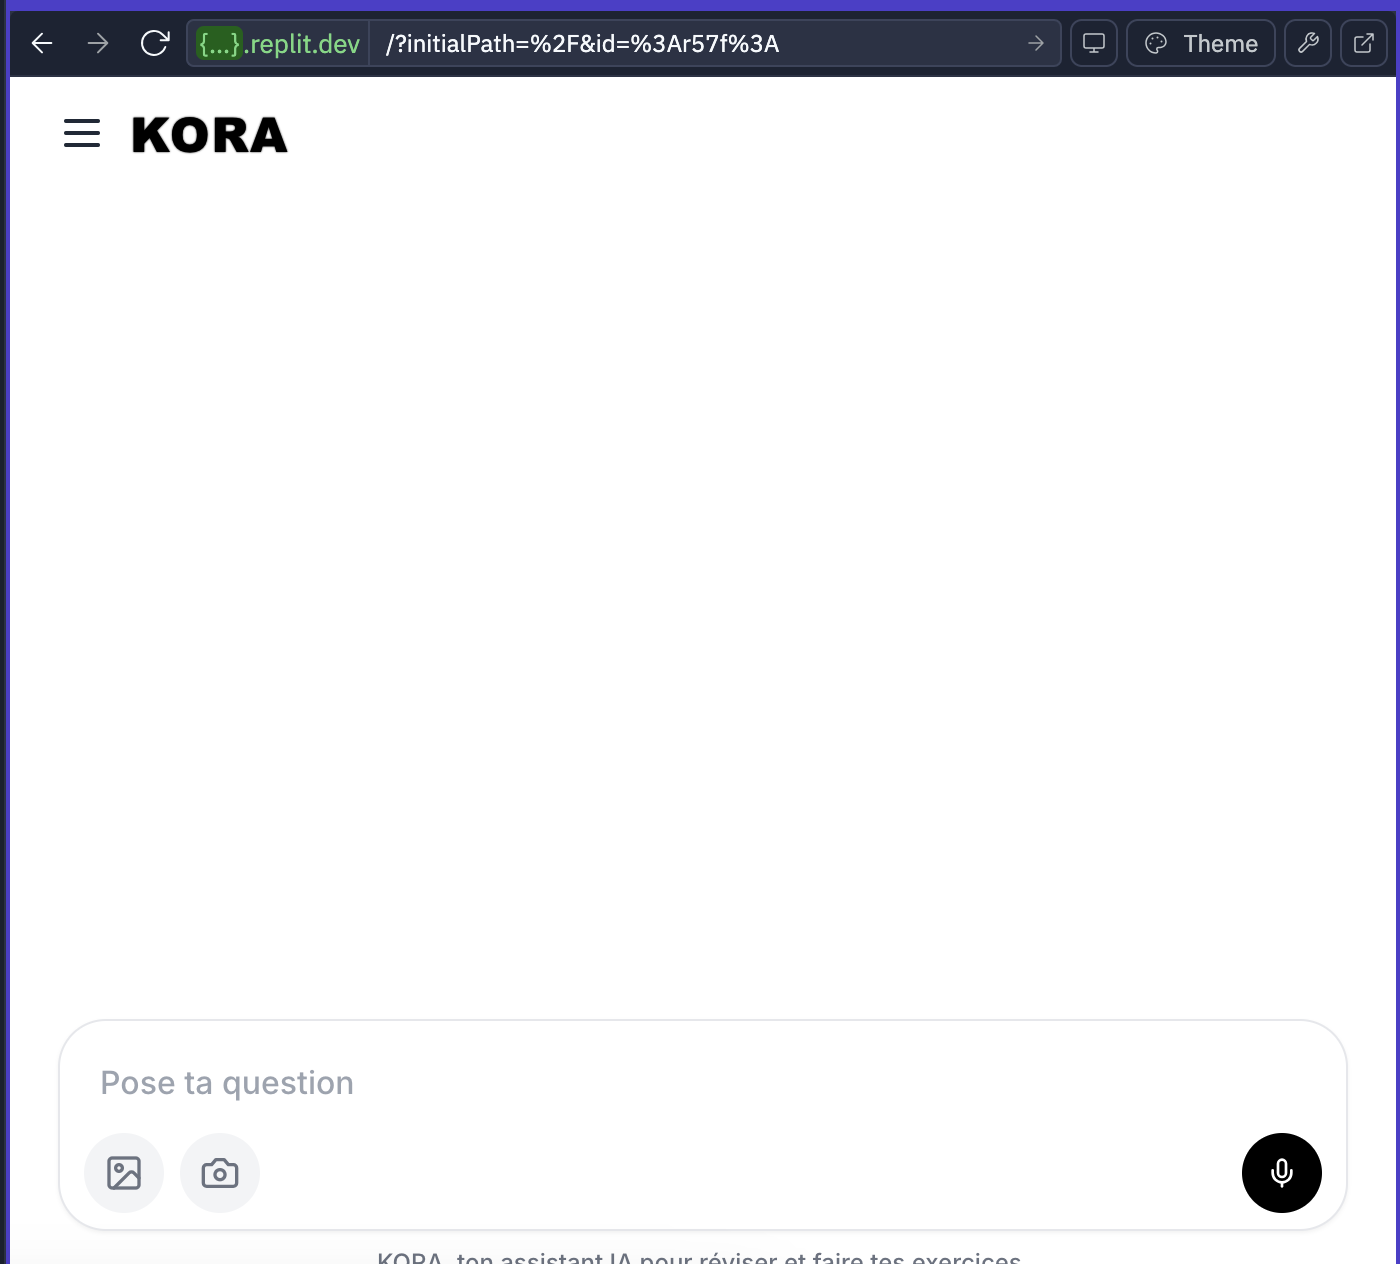 {...}.replit.dev /?initialPath=%2F&id=%3Ar57f%3A Theme
KORA
Pose ta question
KORA, ton assistant IA pour réviser et faire tes exercices